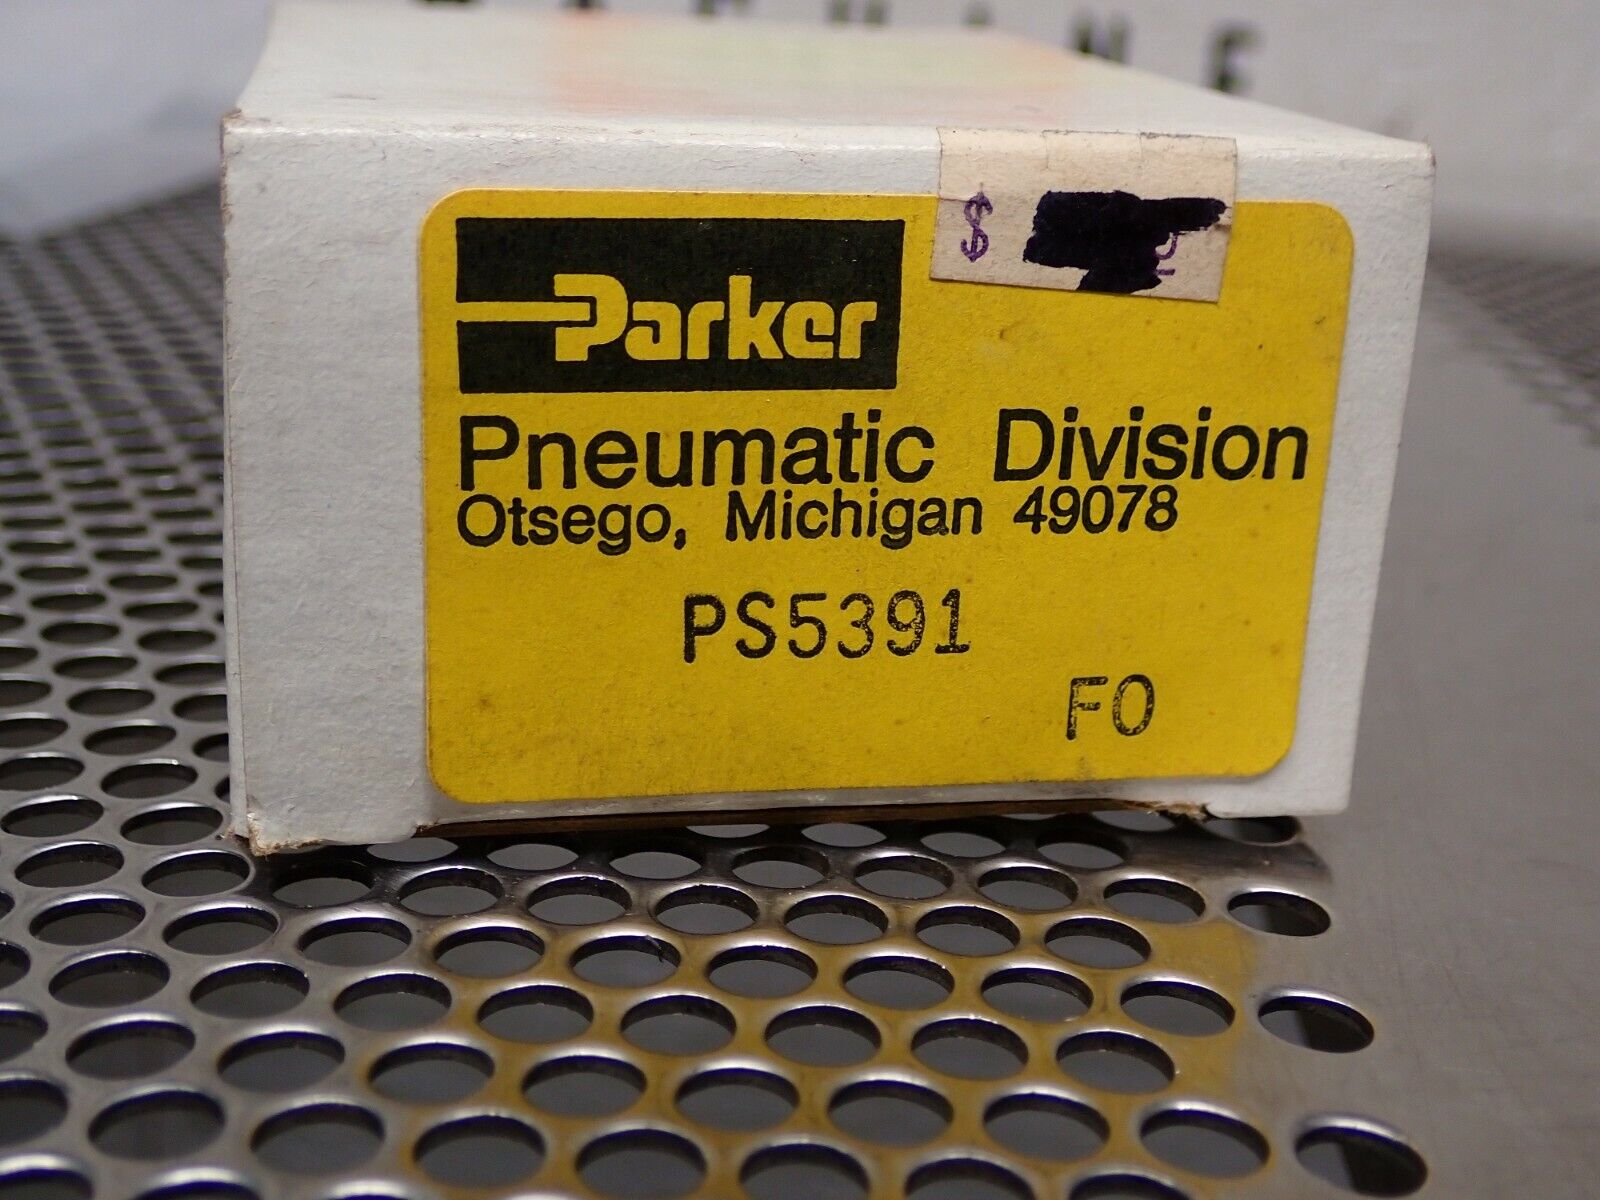 $
Parker
Pneumatic Division
Otsego, Michigan 49078
PS5391
FO